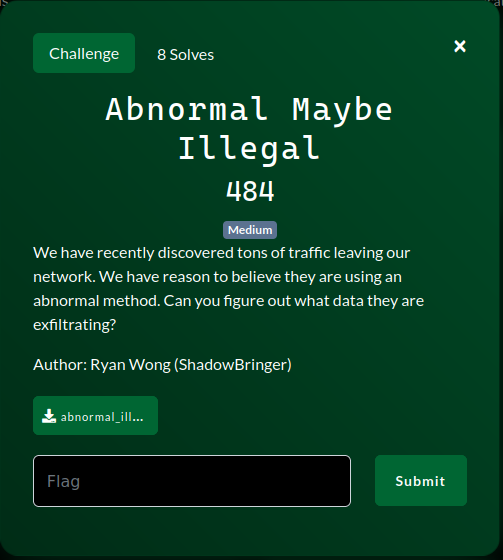 Challenge
8 Solves
×
Abnormal Maybe
Illegal
484
Medium
We have recently discovered tons of traffic leaving our
network. We have reason to believe they are using an
abnormal method. Can you figure out what data they are
exfiltrating?
Author: Ryan Wong (ShadowBringer)
abnormal_ill...
Flag
Submit